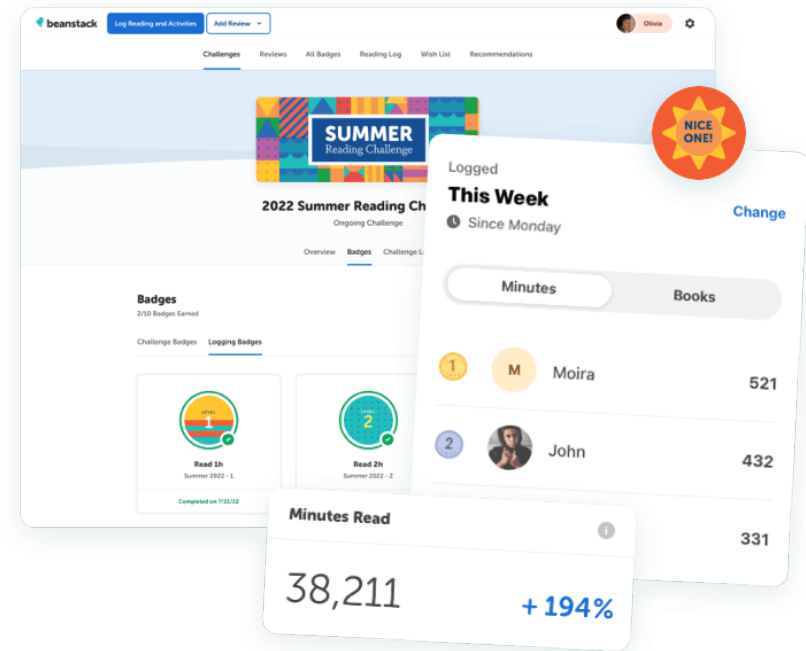 beanstack
Log Reading and Activities
Add Review
Olivia
Challenges Reviews All Badges Reading Log Wish List Recommendations
SUMMER
Reading Challenge
2022 Summer Reading Ch
Ongoing Challenge
Overview Badges Challenge L
Badges
2/10 Badges Earned
Challenge Badges Logging Badges
LEVEL
1
Read 1h
Summer 2022 - 1
Completed on 7/21/22
2
Read 2h
Summer 2022 - 2
NICE
ONE!
Logged
This Week
Since Monday
Change
Minutes Books
1 M Moira 521
2 John 432
331
Minutes Read
i
38,211
+194%